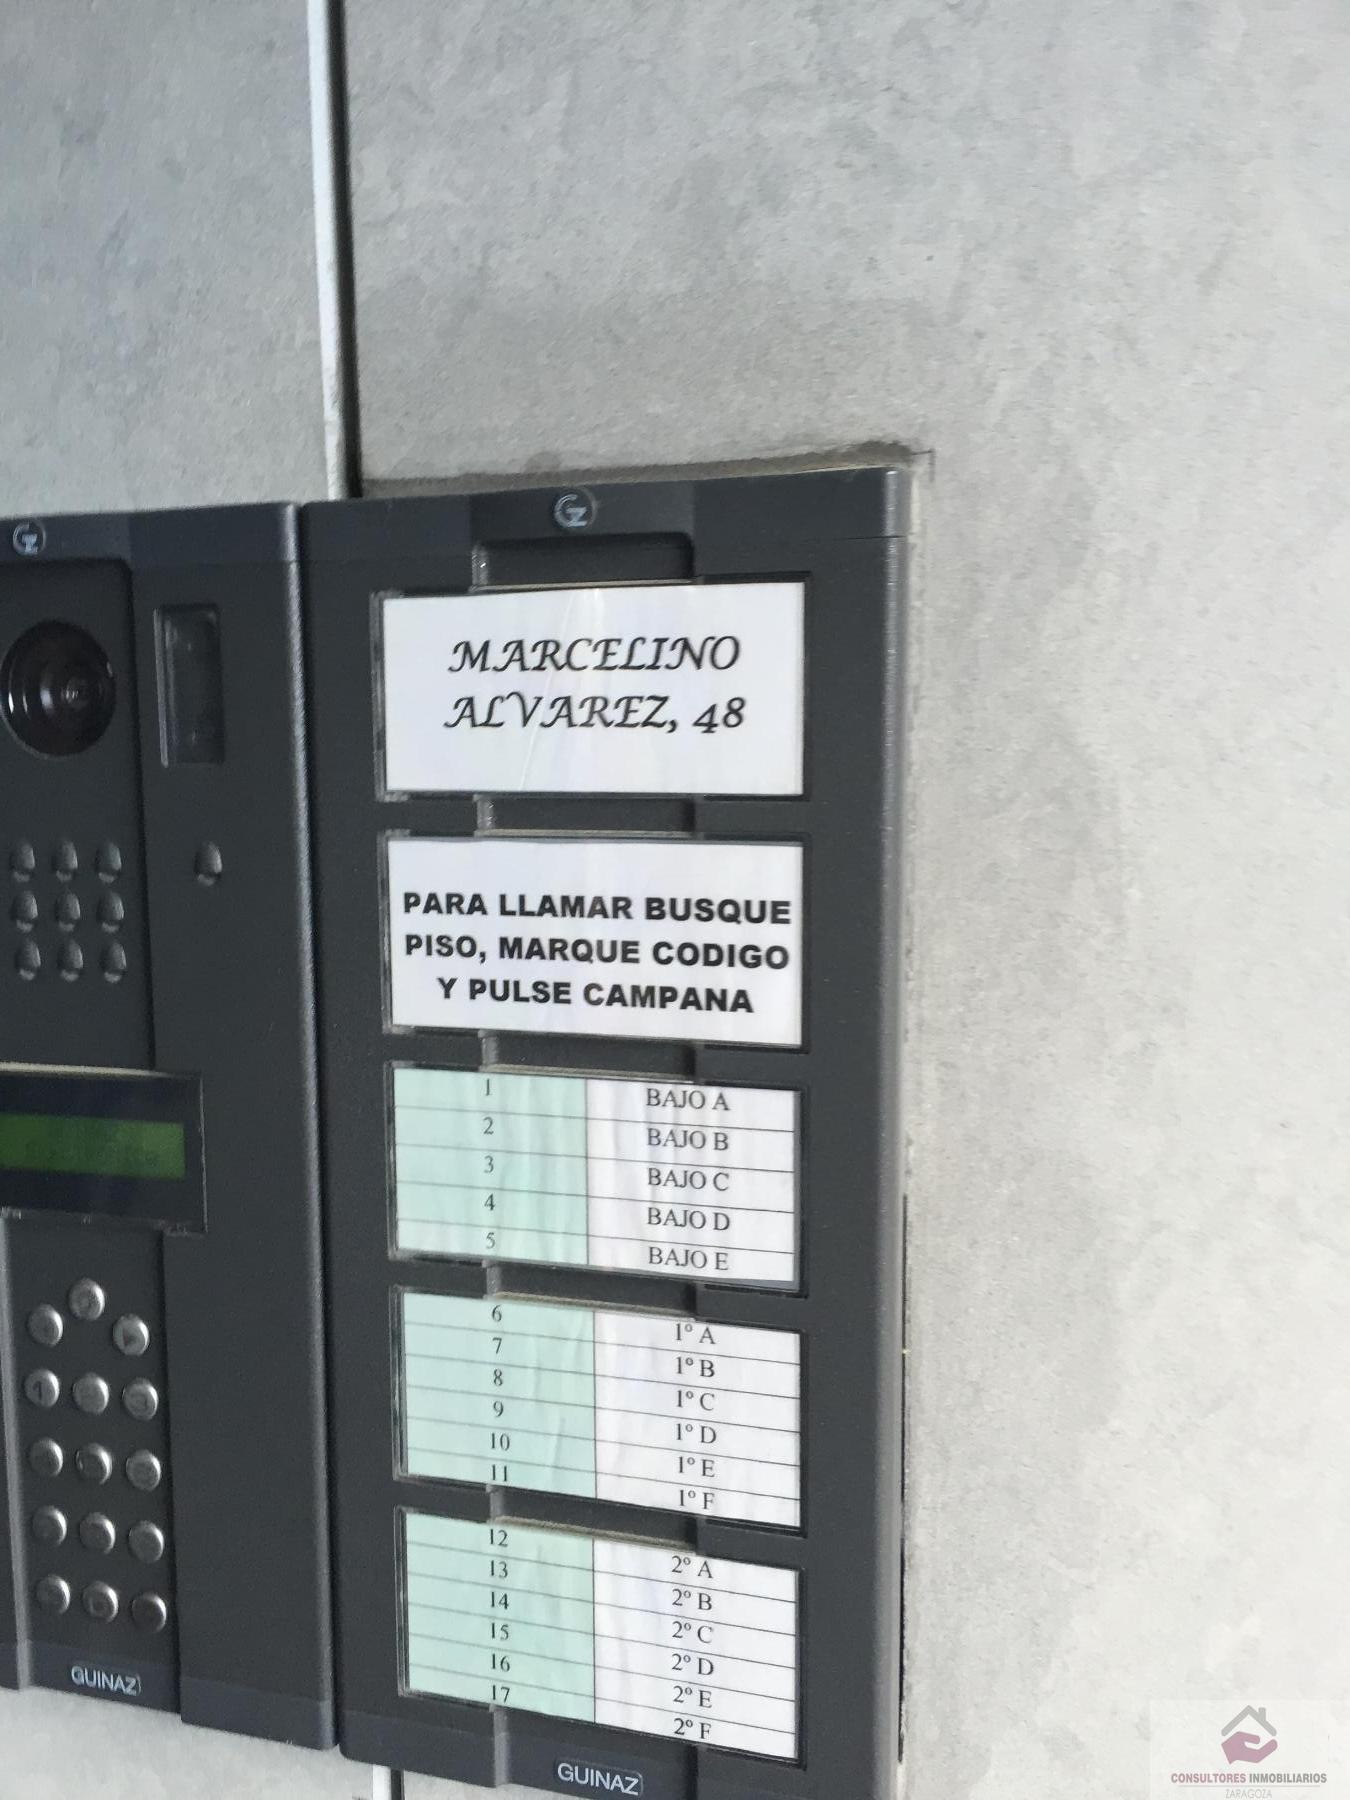 GZ
GZ
MARCELINO
ALVAREZ, 48
PARA LLAMAR BUSQUE
PISO, MARQUE CODIGO
Y PULSE CAMPANA
1 BAJO A
2 BAJO B
3 BAJO C
4 BAJO D
5 BAJO E
6 1º A
7 1º B
8 1º C
9 1º D
10 1º E
11 1º F
12 2º A
13 2º B
14 2º C
15 2º D
16 2º E
17 2º F
GUINAZ
GUINAZ
CONSULTORES INMOBILIARIOS
ZARAGOZA